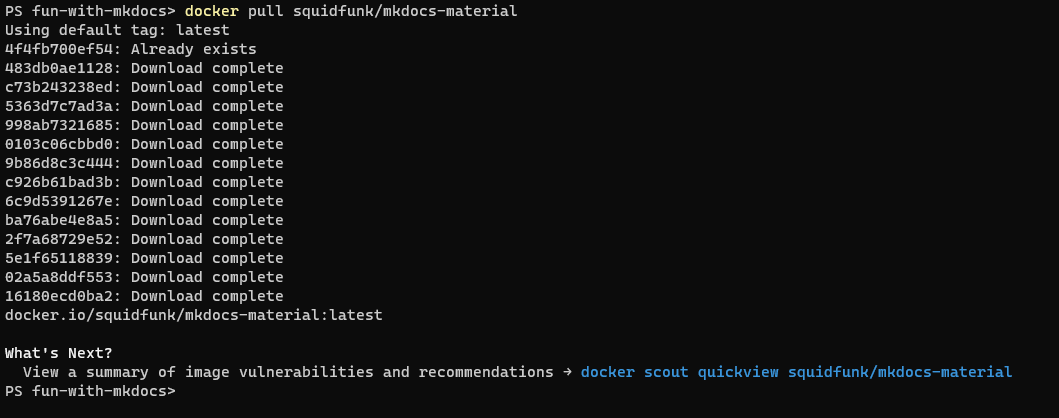 PS fun-with-mkdocs> docker pull squidfunk/mkdocs-material
Using default tag: latest
4f4fb700ef54: Already exists
483db0ae1128: Download complete
c73b243238ed: Download complete
5363d7c7ad3a: Download complete
998ab7321685: Download complete
0103c06cbbd0: Download complete
9b86d8c3c444: Download complete
c926b61bad3b: Download complete
6c9d5391267e: Download complete
ba76abe4e8a5: Download complete
2f7a68729e52: Download complete
5e1f65118839: Download complete
02a5a8ddf553: Download complete
16180ecd0ba2: Download complete
docker.io/squidfunk/mkdocs-material:latest
What's Next?
View a summary of image vulnerabilities and recommendations → docker scout quickview squidfunk/mkdocs-material
PS fun-with-mkdocs>